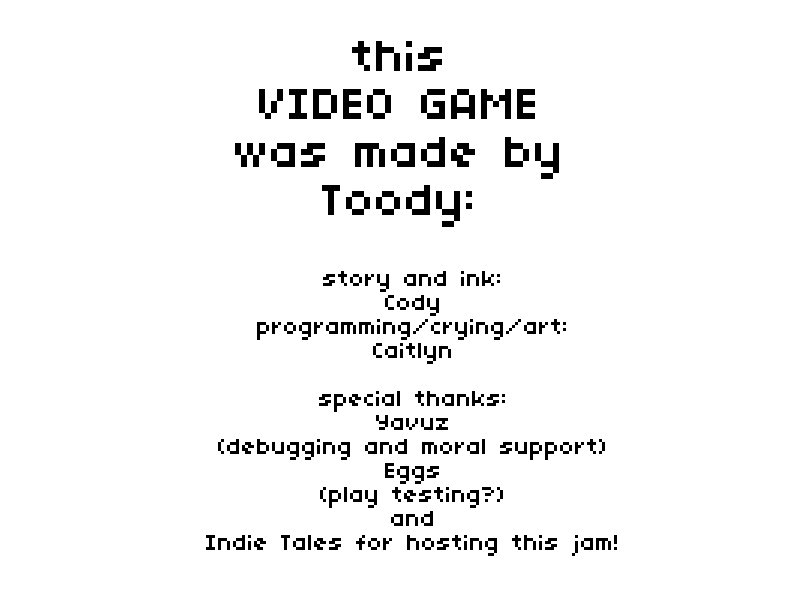 this
VIDEO GAME
was made by
Toody:
story and ink:
Cody
programming/crying/art:
Caitlyn
special thanks:
Yavuz
(debugging and moral support)
Eggs
(play testing?)
and
Indie Tales for hosting this jam!